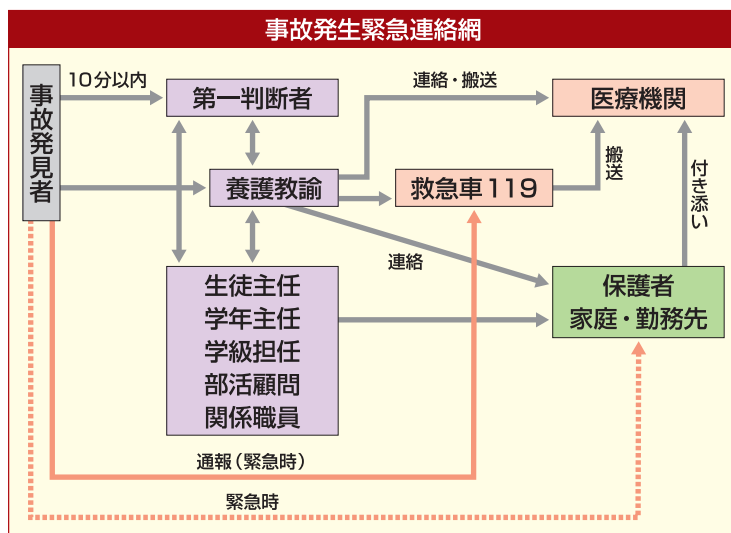 事故発生緊急連絡網
事故発見者
10分以内
第一判断者
連絡・搬送
医療機関
養護教諭
救急車119
搬送
付き添い
連絡
生徒主任
学年主任
学級担任
部活顧問
関係職員
保護者
家庭・勤務先
通報（緊急時）
緊急時